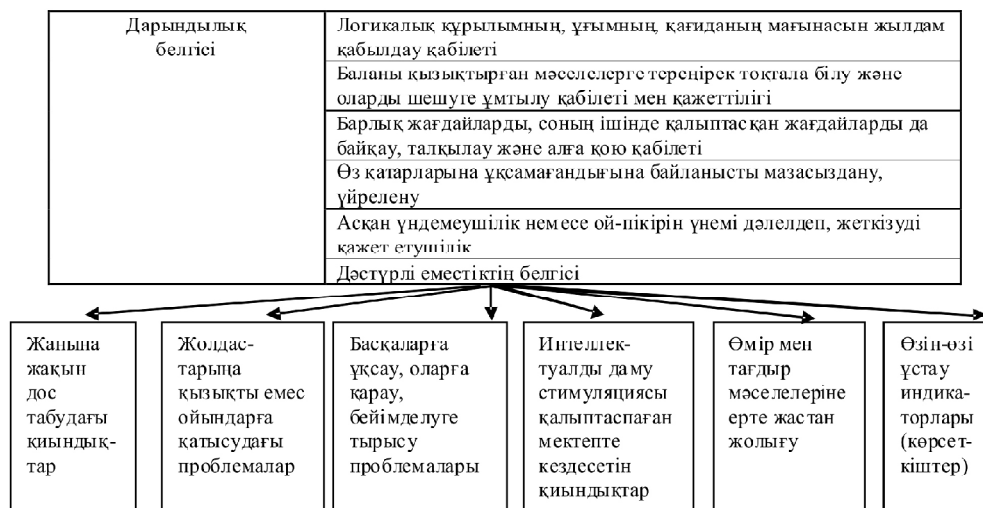 Дарындылық
белгісі
Логикалық құрылымның, ұғымның, қағиданың мағынасын жылдам
қабылдау қабілеті
Баланы қызықтырған мәселелерге тереңірек тоқтала білу және
оларды шешуге ұмтылу қабілеті мен қажеттілігі
Барлық жағдайларды, соның ішінде қалыптасқан жағдайларды да
байқау, талқылау және алға қою қабілеті
Өз қатарларына ұқсамағандығына байланысты мазасыздану,
үйрелену
Асқан үндемеушілік немесе ой-пікірін үнемі дәлелдеп, жеткізуді
қажет етушілік
Дәстүрлі еместіктің белгісі
Жанына
жақын
дос
табудағы
қиындық-
тар
Жолдас-
тарыңа
қызықты емес
ойындарға
қатысудағы
проблемалар
Басқаларға
ұқсау, оларға
қарау,
бейімделуге
тырысу
проблемалары
Интеллек-
туалды даму
стимуляциясы
қалыптаспаған
мектепте
кездесетін
қиындықтар
Өмір мен
тағдыр
мәселелеріне
ерте жастан
жолығу
Өзін-өзі
ұстау
индика-
торлары
(көрсет-
кіштер)